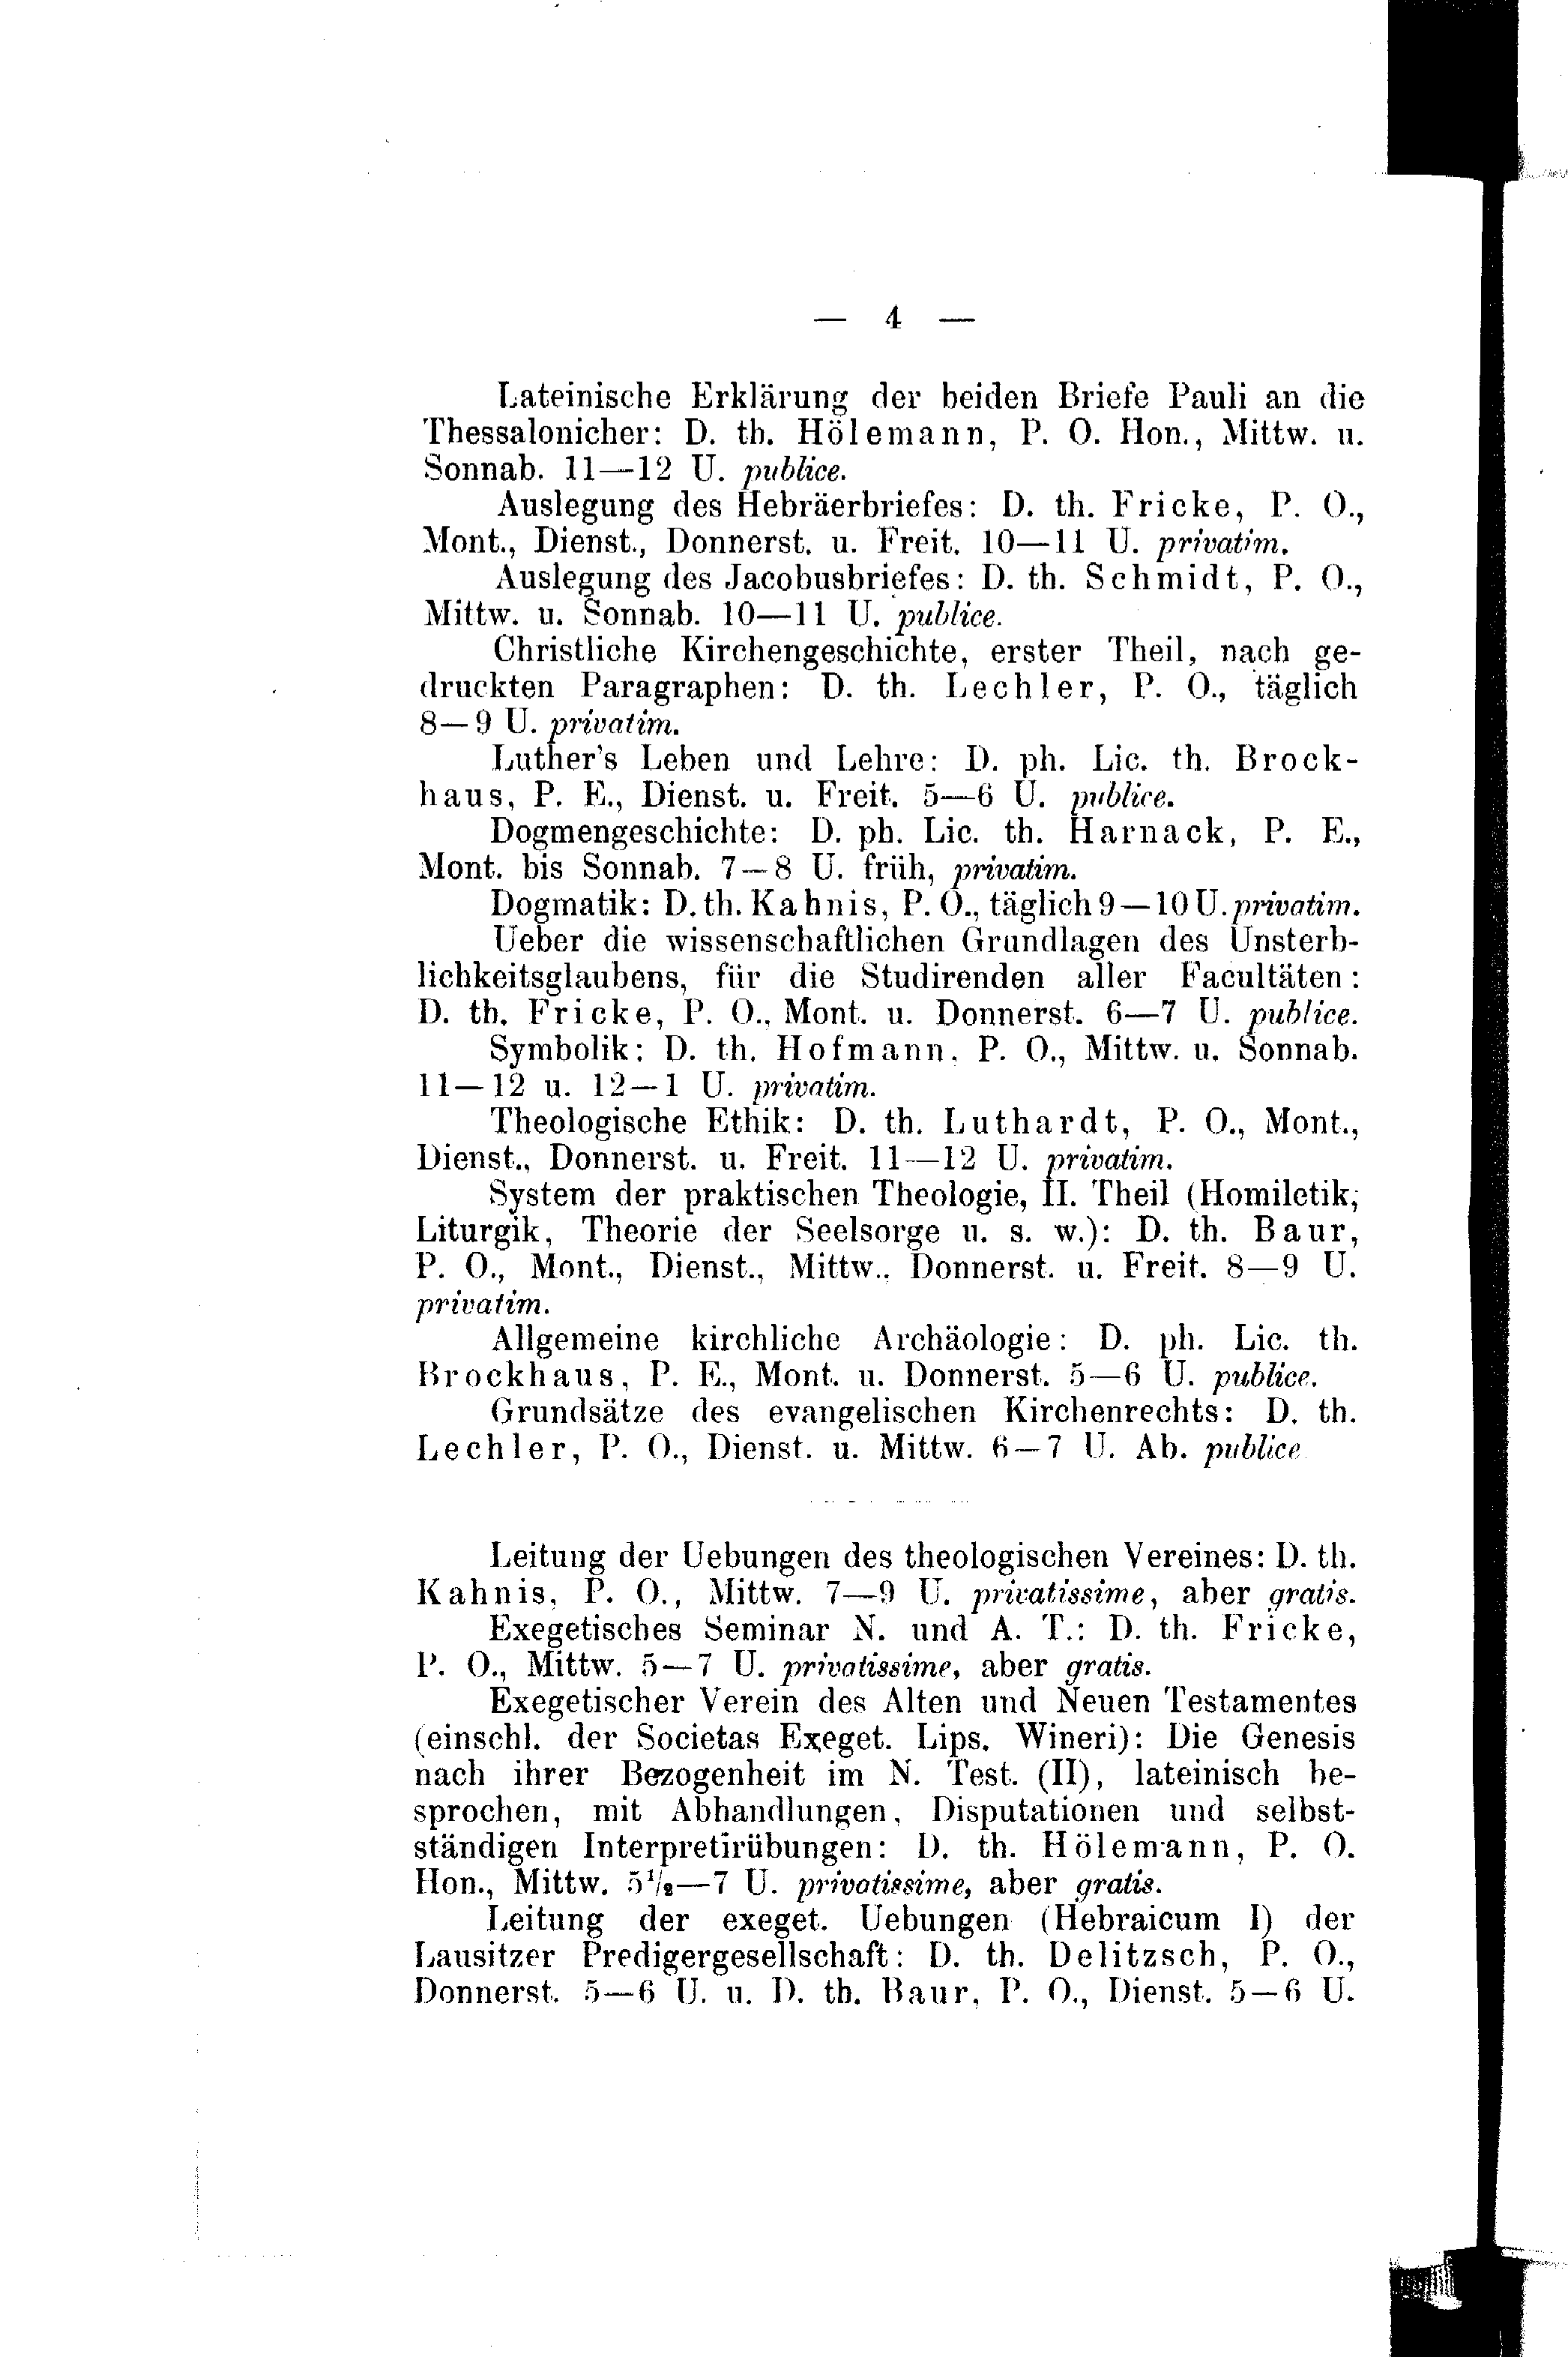 — 4 —
Lateinische Erklärung der beiden Briefe Pauli an die
Thessalonicher: D. th. Hölemann, P. O. Hon., Mittw. u.
Sonnab. 11—12 U. publice.
Auslegung des Hebräerbriefes: D. th. Fricke, P. O.,
Mont., Dienst., Donnerst. u. Freit. 10—11 U. privatim.
Auslegung des Jacobusbriefes: D. th. Schmidt, P. O.,
Mittw. u. Sonnab. 10—11 U. publice.
Christliche Kirchengeschichte, erster Theil, nach ge-
druckten Paragraphen: D. th. Lechler, P. O., täglich
8—9 U. privatim.
Luther's Leben und Lehre: D. ph. Lic. th. Brock-
haus, P. E., Dienst. u. Freit. 5—6 U. publice.
Dogmengeschichte: D. ph. Lic. th. Harnack, P. E.,
Mont. bis Sonnab. 7—8 U. früh, privatim.
Dogmatik: D. th. Kahnis, P. O., täglich 9—10 U. privatim.
Ueber die wissenschaftlichen Grundlagen des Unsterb-
lichkeitsglaubens, für die Studirenden aller Facultäten:
D. th. Fricke, P. O., Mont. u. Donnerst. 6—7 U. publice.
Symbolik: D. th. Hofmann, P. O., Mittw. u. Sonnab.
11—12 u. 12—1 U. privatim.
Theologische Ethik: D. th. Luthardt, P. O., Mont.,
Dienst., Donnerst. u. Freit. 11—12 U. privatim.
System der praktischen Theologie, II. Theil (Homiletik,
Liturgik, Theorie der Seelsorge u. s. w.): D. th. Baur,
P. O., Mont., Dienst., Mittw., Donnerst. u. Freit. 8—9 U.
privatim.
Allgemeine kirchliche Archäologie: D. ph. Lic. th.
Brockhaus, P. E., Mont. u. Donnerst. 5—6 U. publice.
Grundsätze des evangelischen Kirchenrechts: D. th.
Lechler, P. O., Dienst. u. Mittw. 6—7 U. Ab. publice
Leitung der Uebungen des theologischen Vereines: D. th.
Kahnis, P. O., Mittw. 7—9 U. privatissime, aber gratis.
Exegetisches Seminar N. und A. T.: D. th. Fricke,
P. O., Mittw. 5—7 U. privatissime, aber gratis.
Exegetischer Verein des Alten und Neuen Testamentes
(einschl. der Societas Exeget. Lips. Wineri): Die Genesis
nach ihrer Bezogenheit im N. Test. (II), lateinisch be-
sprochen, mit Abhandlungen, Disputationen und selbst-
ständigen Interpretirübungen: D. th. Hölemann, P. O.
Hon., Mittw. 5½—7 U. privatissime, aber gratis.
Leitung der exeget. Uebungen (Hebraicum I) der
Lausitzer Predigergesellschaft: D. th. Delitzsch, P. O.,
Donnerst. 5—6 U. u. D. th. Baur, P. O., Dienst. 5—6 U.